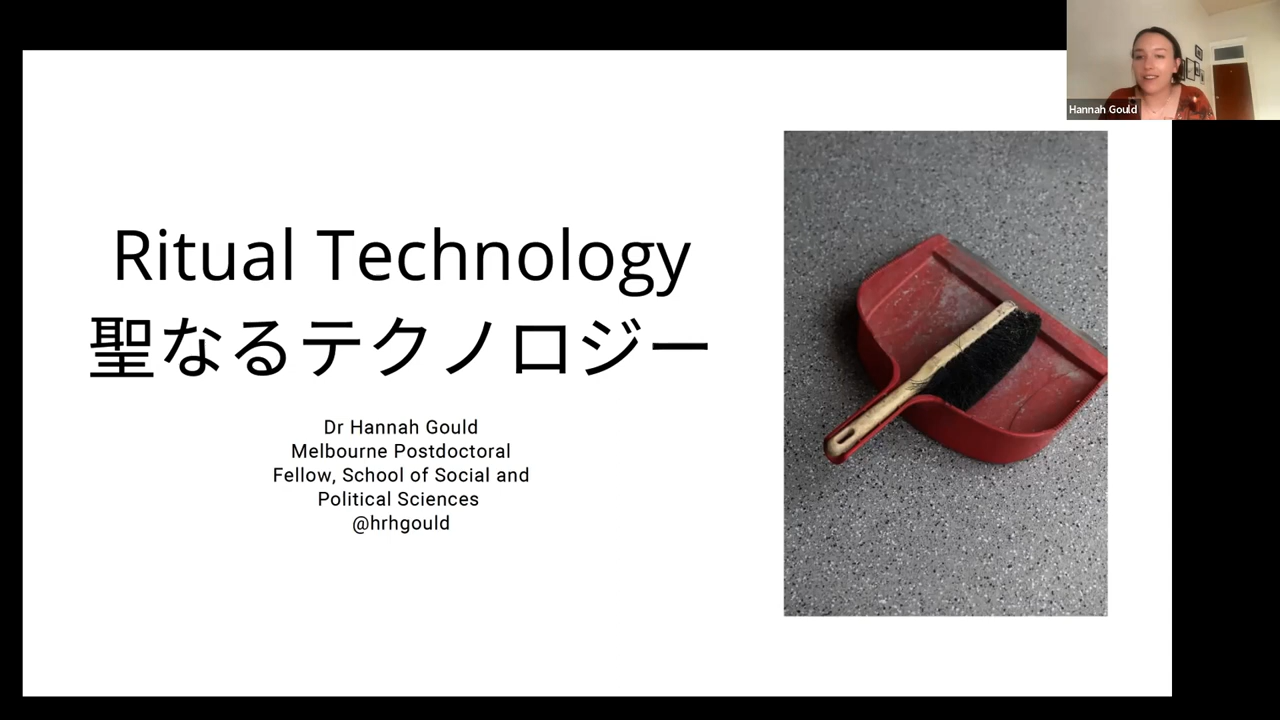 Hannah Gould
Ritual Technology
聖なるテクノロジー
Dr Hannah Gould
Melbourne Postdoctoral
Fellow, School of Social and
Political Sciences
@hrhgould